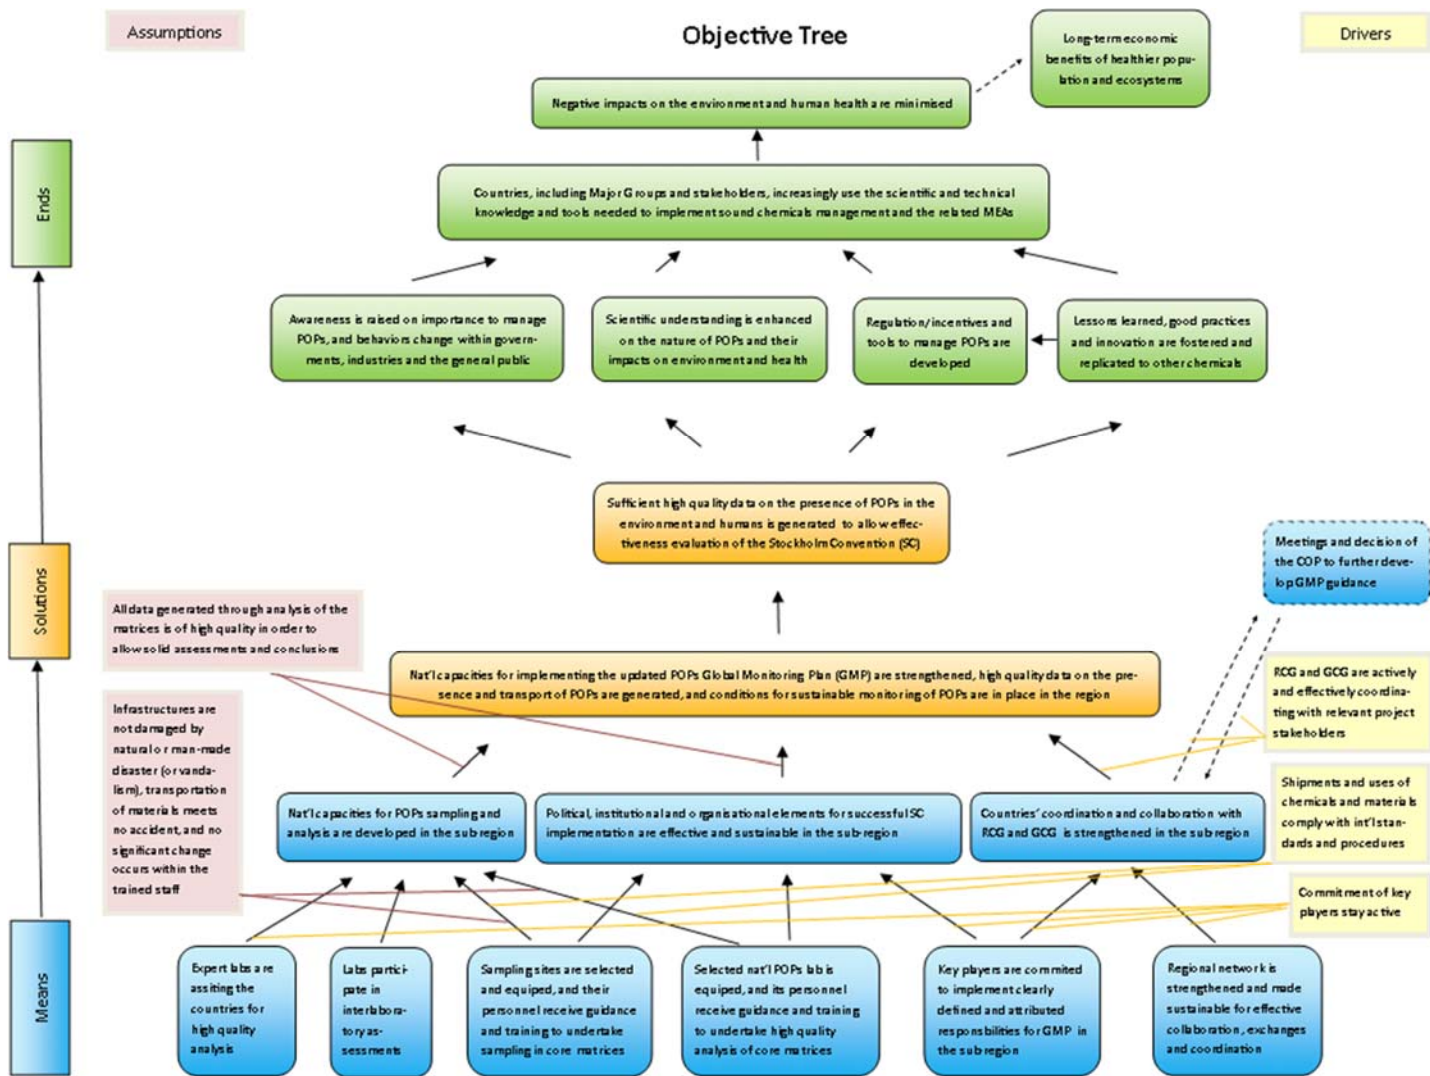 Assumptions
Objective Tree
Drivers
Long-term economic
benefits of healthier popu-
lation and ecosystems
Negative impacts on the environment and human health are minimised
Ends
Countries, including Major Groups and stakeholders, increasingly use the scientific and technical
knowledge and tools needed to implement sound chemicals management and the related MEAs
Awareness is raised on importance to manage
POPs, and behaviors change within govern-
ments, industries and the general public
Scientific understanding is enhanced
on the nature of POPs and their
impacts on environment and health
Regulation/incentives and
tools to manage POPs are
developed
Lessons learned, good practices
and innovation are fostered and
replicated to other chemicals
Sufficient high quality data on the presence of POPs in the
environment and humans is generated to allow effec-
tiveness evaluation of the Stockholm Convention (SC)
Meetings and decision of
the COP to further deve-
lop GMP guidance
Solutions
All data generated through analysis of the
matrices is of high quality in order to
allow solid assessments and conclusions
Nat'l capacities for implementing the updated POPs Global Monitoring Plan (GMP) are strengthened, high quality data on the pre-
sence and transport of POPs are generated, and conditions for sustainable monitoring of POPs are in place in the region
RCG and GCG are actively
and effectively coordina-
ting with relevant project
stakeholders
Infrastructures are
not damaged by
natural or man-made
disaster (or vanda-
lism), transportation
of materials meets
no accident, and no
significant change
occurs within the
trained staff
Shipments and uses of
chemicals and materials
comply with int'l stan-
dards and procedures
Nat'l capacities for POPs sampling and
analysis are developed in the subregion
Political, institutional and organisational elements for successful SC
implementation are effective and sustainable in the subregion
Countries' coordination and collaboration with
RCG and GCG is strengthened in the subregion
Commitment of key
players stay active
Means
Expert labs are
assiting the
countries for
high quality
analysis
Labs partici-
pate in
interlabora-
tory as-
sessments
Sampling sites are selected
and equiped, and their
personnel receive guidance
and training to undertake
sampling in core matrices
Selected nat'l POPs lab is
equiped, and its personnel
receive guidance and training
to undertake high quality
analysis of core matrices
Key players are commited
to implement clearly
defined and attributed
responsbilities for GMP in
the subregion
Regional network is
strengthened and made
sustainable for effective
collaboration, exchanges
and coordination